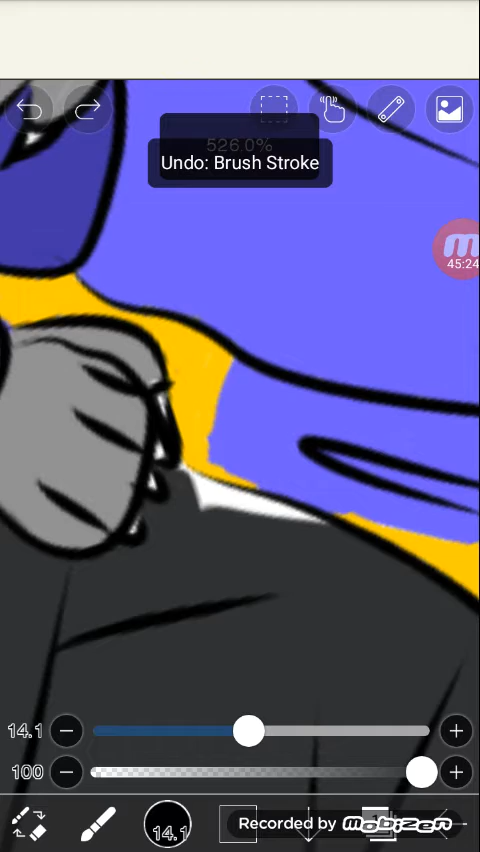 526.0%
Undo: Brush Stroke
45:24
14.1
100
14.1
Recorded by mobizen